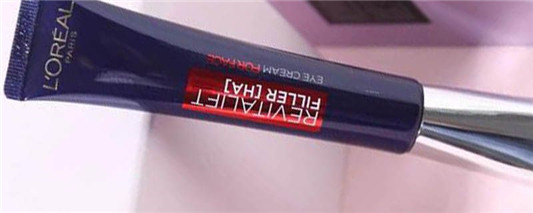 L'ORÉAL
PARIS
REVITALIFT
FILLER [HA]
EYE CREAM FOR FACE